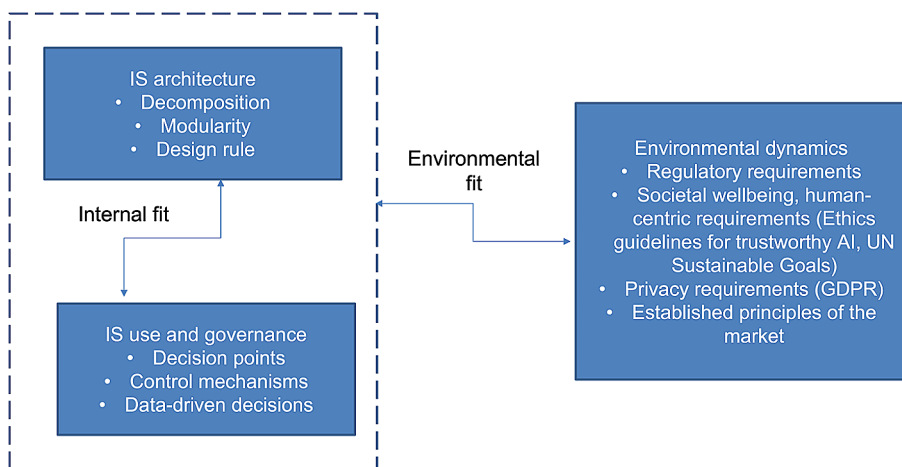 IS architecture
• Decomposition
• Modularity
• Design rule
Internal fit
IS use and governance
• Decision points
• Control mechanisms
• Data-driven decisions
Environmental
fit
Environmental dynamics
• Regulatory requirements
• Societal wellbeing, human-
centric requirements (Ethics
guidelines for trustworthy AI, UN
Sustainable Goals)
• Privacy requirements (GDPR)
• Established principles of the
market